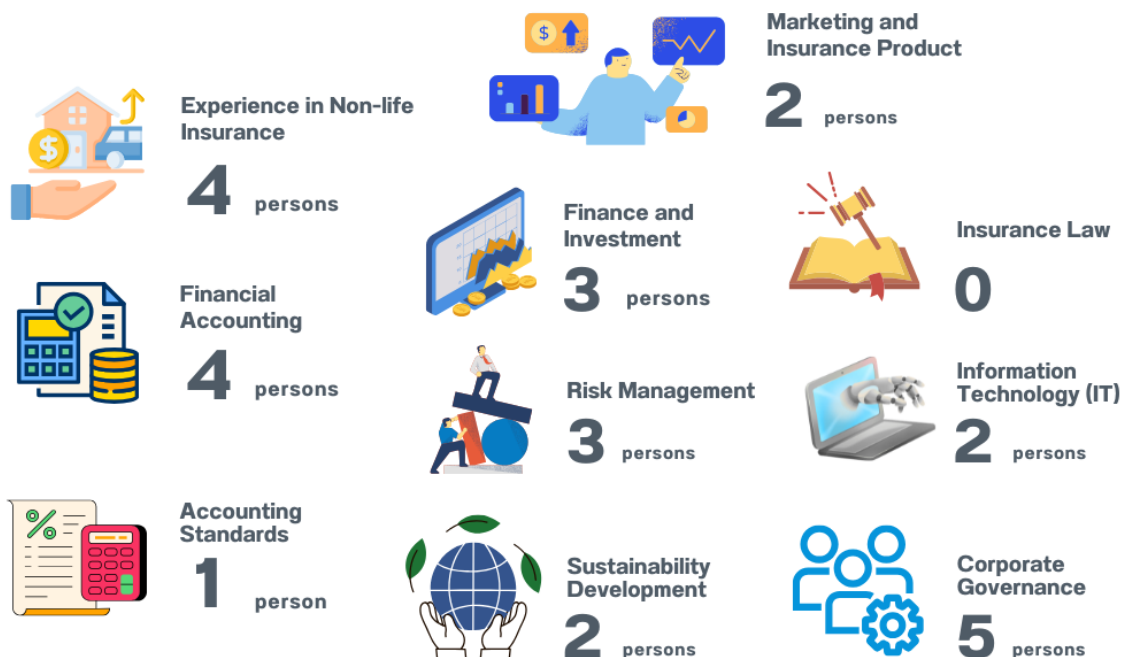 Marketing and
Insurance Product
2 persons
Experience in Non-life
Insurance
4 persons
Finance and
Investment
3 persons
Insurance Law
0
Financial
Accounting
4 persons
Risk Management
3 persons
Information
Technology (IT)
2 persons
Accounting
Standards
1 person
Sustainability
Development
2 persons
Corporate
Governance
5 persons